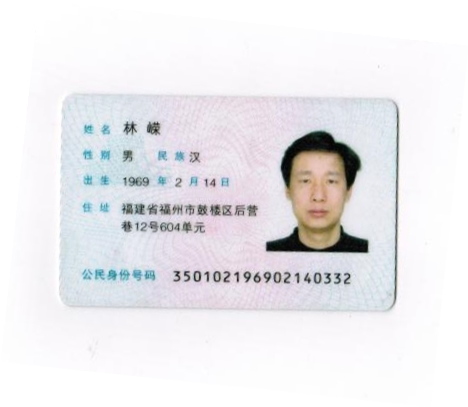 姓名 林嵘
性别 男 民族 汉
出生 1969 年 2 月 14 日
住址 福建省福州市鼓楼区后营
巷12号604单元
公民身份号码 350102196902140332